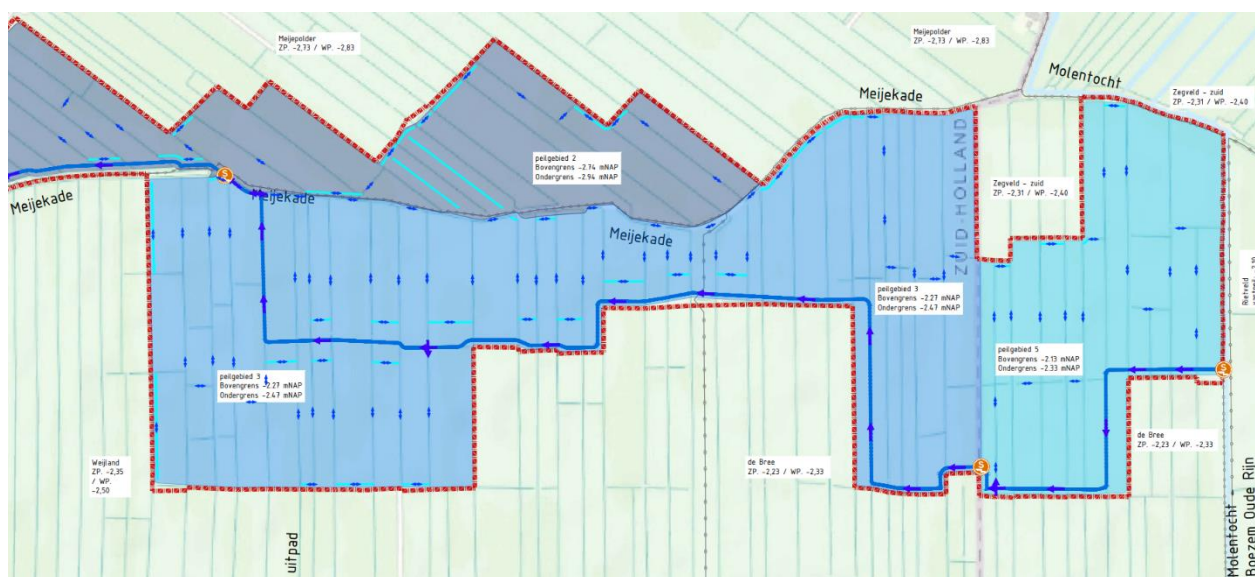 Meijepolder
ZP. -2,73 / WP. -2,83
Meijepolder
ZP. -2,73 / WP. -2,83
Molentocht
Zegveld - zuid
ZP. -2,31 / WP. -2,40
Meijekade
peilgebied 2
Bovengrens -2.74 mNAP
Ondergrens -2.94 mNAP
ZUID-HOLLAND
Zegveld - zuid
ZP. -2,31 / WP. -2,40
Meijekade
Meijekade
Meijekade
peilgebied 3
Bovengrens -2.27 mNAP
Ondergrens -2.47 mNAP
Rietveld
peilgebied 5
Bovengrens -2.13 mNAP
Ondergrens -2.33 mNAP
peilgebied 3
Bovengrens -2.27 mNAP
Ondergrens -2.47 mNAP
Weijland
ZP. -2,35
/ WP.
-2,50
de Bree
ZP. -2,23 / WP. -2,33
de Bree
ZP. -2,23 / WP. -2,33
uitpad
Molentocht
Boezem Oude Rijn